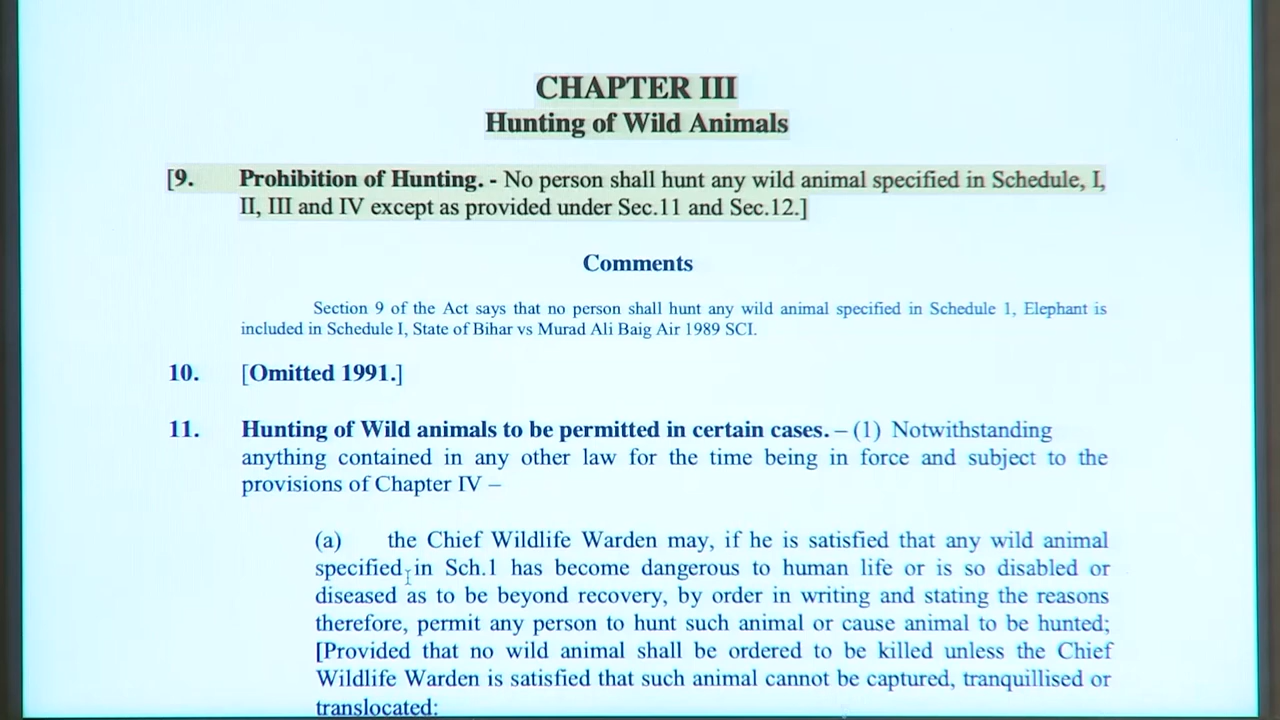 CHAPTER III
Hunting of Wild Animals
[9. Prohibition of Hunting. - No person shall hunt any wild animal specified in Schedule, I,
II, III and IV except as provided under Sec.11 and Sec.12.]
Comments
Section 9 of the Act says that no person shall hunt any wild animal specified in Schedule 1, Elephant is
included in Schedule I, State of Bihar vs Murad Ali Baig Air 1989 SCI.
10. [Omitted 1991.]
11. Hunting of Wild animals to be permitted in certain cases. – (1) Notwithstanding
anything contained in any other law for the time being in force and subject to the
provisions of Chapter IV –
(a) the Chief Wildlife Warden may, if he is satisfied that any wild animal
specified in Sch.1 has become dangerous to human life or is so disabled or
diseased as to be beyond recovery, by order in writing and stating the reasons
therefore, permit any person to hunt such animal or cause animal to be hunted;
[Provided that no wild animal shall be ordered to be killed unless the Chief
Wildlife Warden is satisfied that such animal cannot be captured, tranquillised or
translocated: